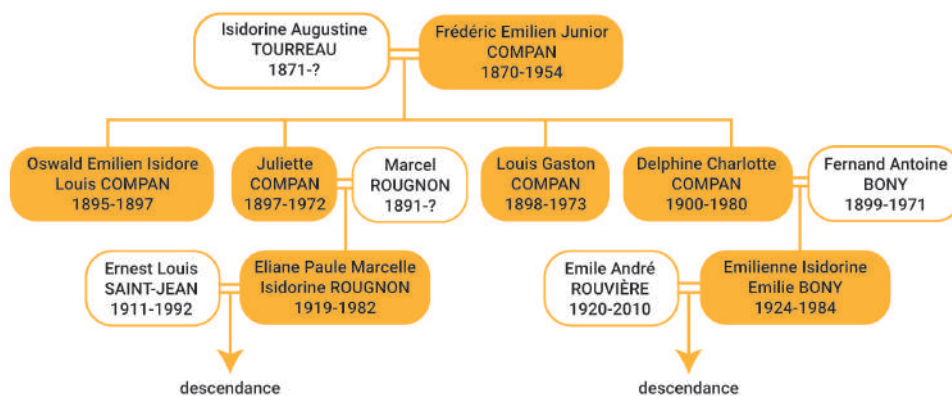 Isidorine Augustine
TOURREAU
1871-?
Frédéric Emilien Junior
COMPAN
1870-1954
Oswald Emilien Isidore
Louis COMPAN
1895-1897
Juliette
COMPAN
1897-1972
Marcel
ROUGNON
1891-?
Louis Gaston
COMPAN
1898-1973
Delphine Charlotte
COMPAN
1900-1980
Fernand Antoine
BONY
1899-1971
Ernest Louis
SAINT-JEAN
1911-1992
Eliane Paule Marcelle
Isidorine ROUGNON
1919-1982
Emile André
ROUVIÈRE
1920-2010
Emilienne Isidorine
Emilie BONY
1924-1984
descendance
descendance